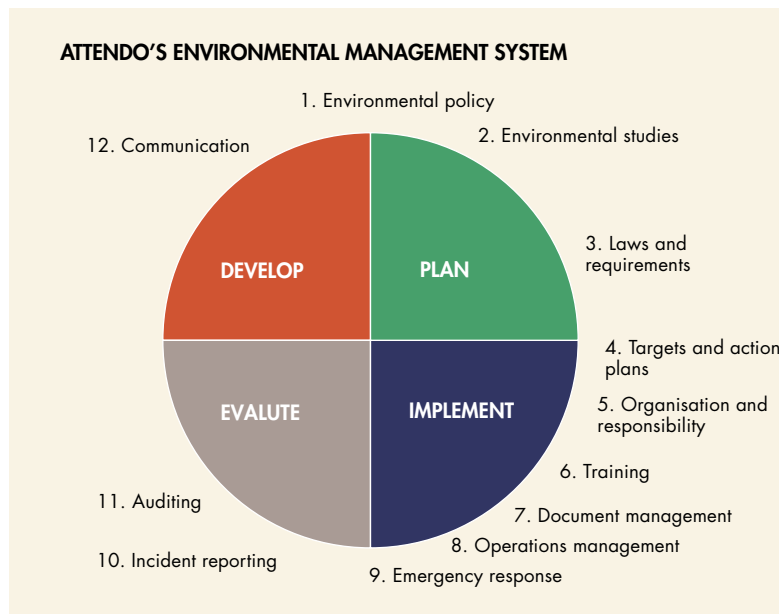 ATTENDO'S ENVIRONMENTAL MANAGEMENT SYSTEM
1. Environmental policy
2. Environmental studies
3. Laws and
requirements
4. Targets and action
plans
5. Organisation and
responsibility
6. Training
7. Document management
8. Operations management
9. Emergency response
10. Incident reporting
11. Auditing
12. Communication
DEVELOP
PLAN
EVALUTE
IMPLEMENT